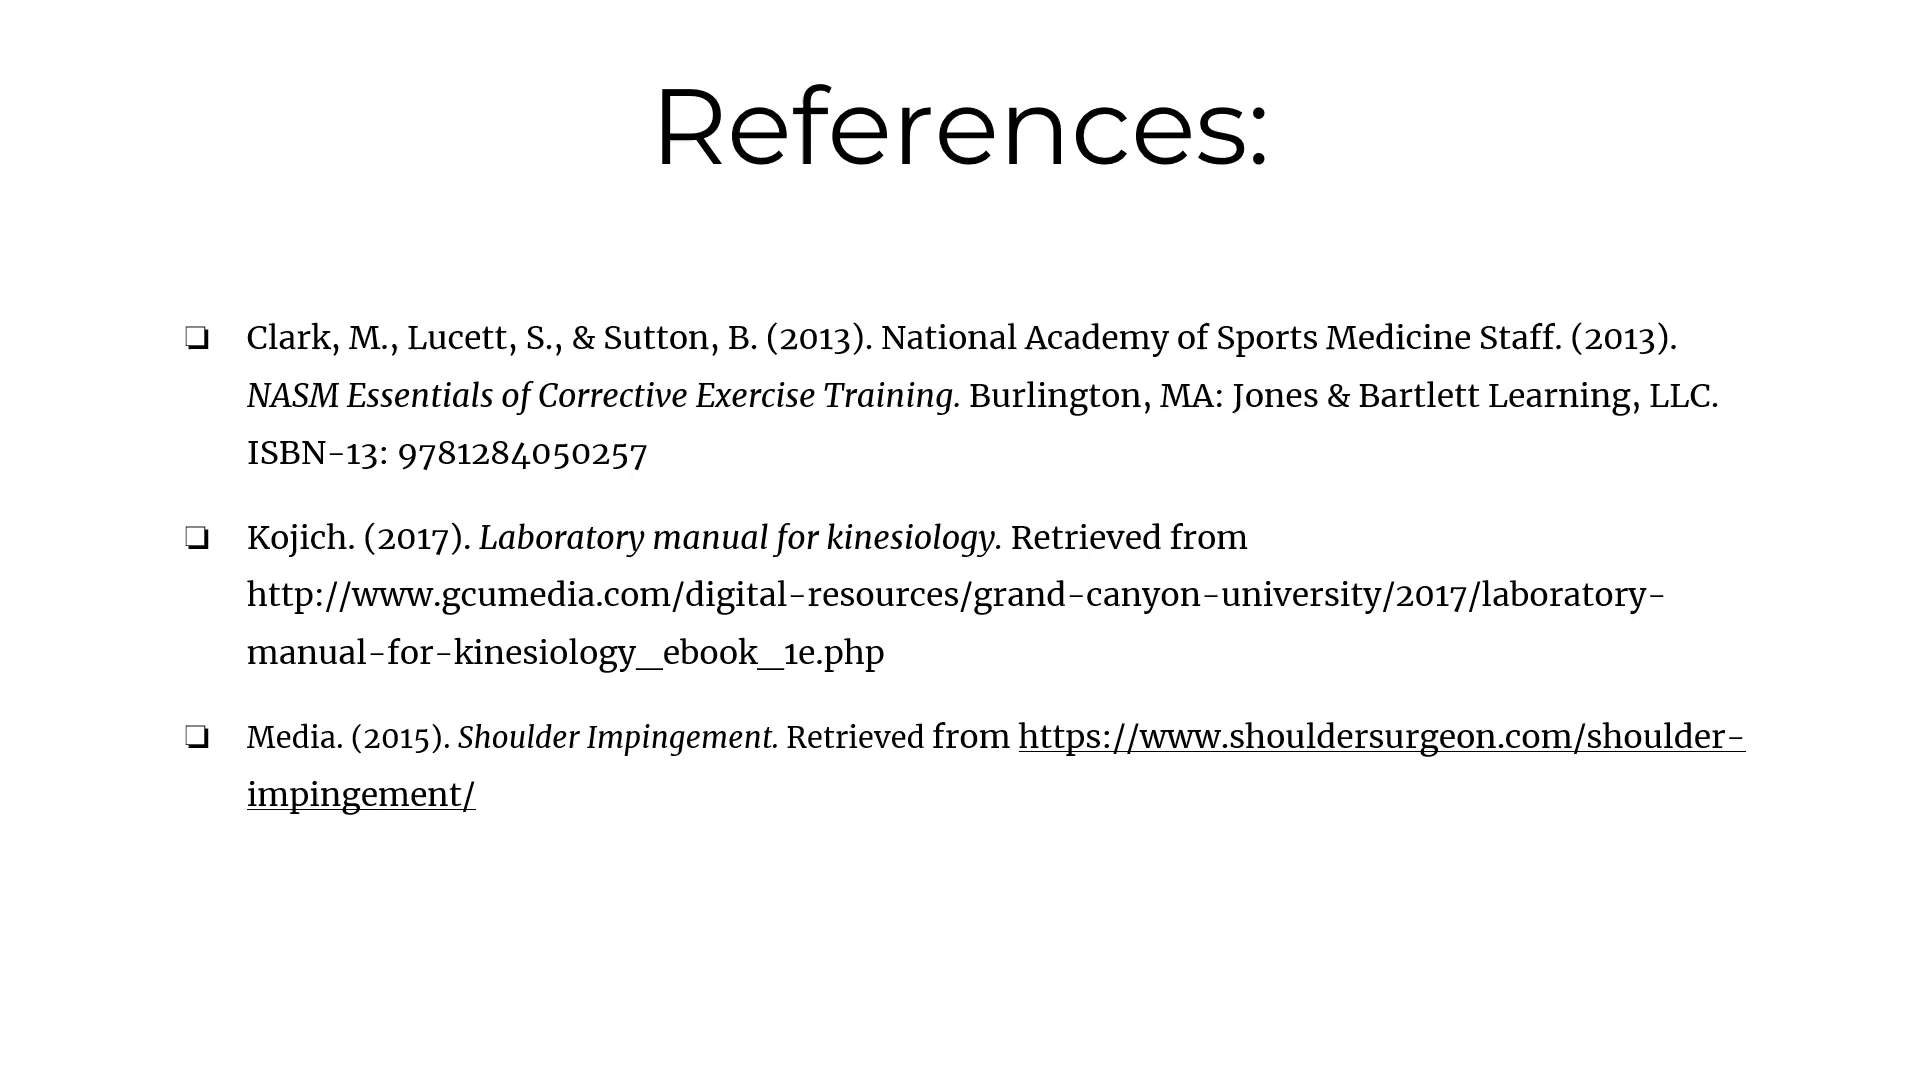 References:
❏ Clark, M., Lucett, S., & Sutton, B. (2013). National Academy of Sports Medicine Staff. (2013).
NASM Essentials of Corrective Exercise Training. Burlington, MA: Jones & Bartlett Learning, LLC.
ISBN-13: 9781284050257
❏ Kojich. (2017). Laboratory manual for kinesiology. Retrieved from
http://www.gcumedia.com/digital-resources/grand-canyon-university/2017/laboratory-
manual-for-kinesiology_ebook_1e.php
❏ Media. (2015). Shoulder Impingement. Retrieved from https://www.shouldersurgeon.com/shoulder-
impingement/